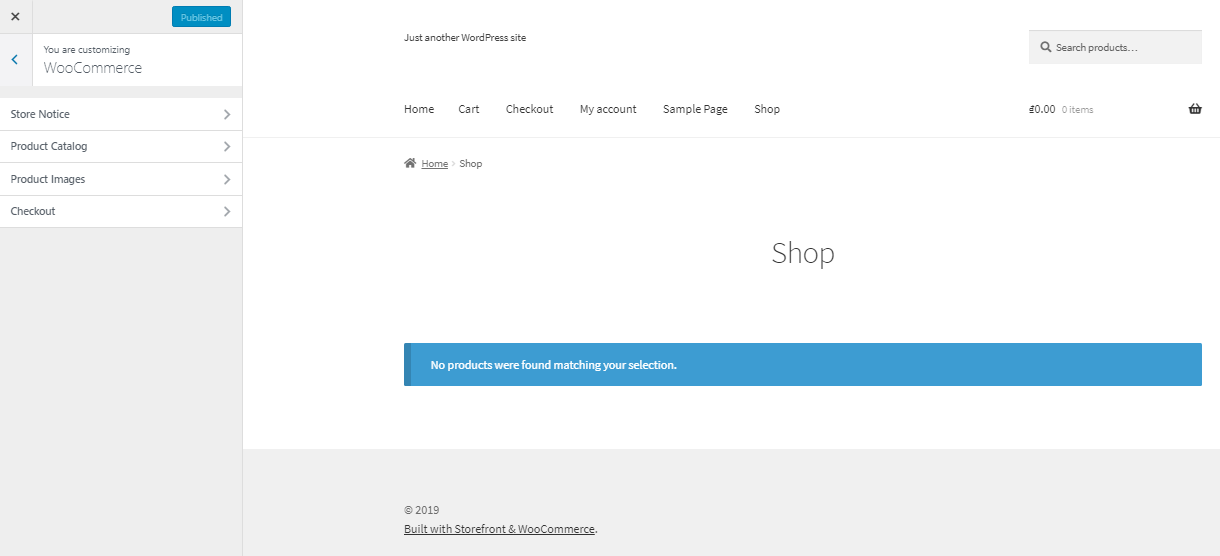 Published
You are customizing
WooCommerce
Store Notice
Product Catalog
Product Images
Checkout
Just another WordPress site
Search products…
Home Cart Checkout My account Sample Page Shop
₫0.00 0 items
Home Shop
Shop
No products were found matching your selection.
© 2019
Built with Storefront & WooCommerce.